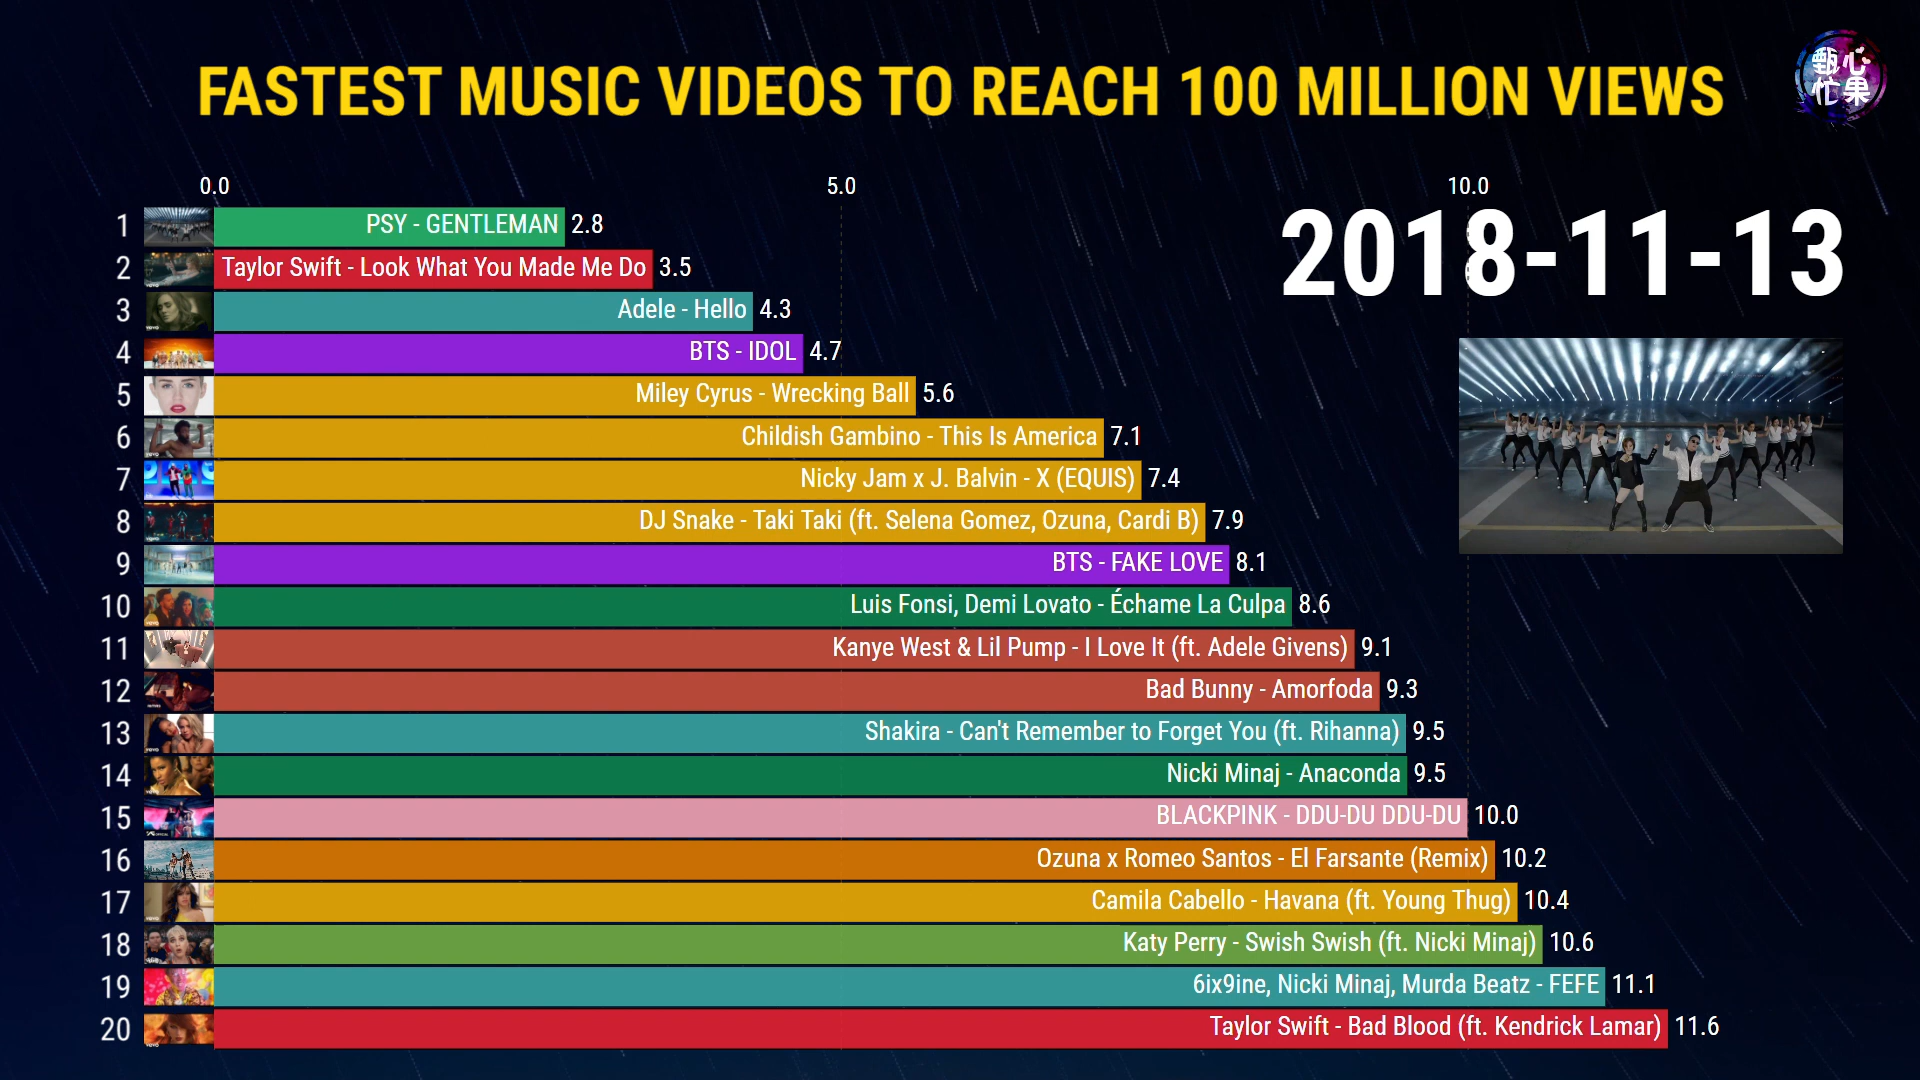 FASTEST MUSIC VIDEOS TO REACH 100 MILLION VIEWS
甄心
忙果
0.0 5.0 10.0
2018-11-13
1 PSY - GENTLEMAN 2.8
2 Taylor Swift - Look What You Made Me Do 3.5
3 Adele - Hello 4.3
4 BTS - IDOL 4.7
5 Miley Cyrus - Wrecking Ball 5.6
6 Childish Gambino - This Is America 7.1
7 Nicky Jam x J. Balvin - X (EQUIS) 7.4
8 DJ Snake - Taki Taki (ft. Selena Gomez, Ozuna, Cardi B) 7.9
9 BTS - FAKE LOVE 8.1
10 Luis Fonsi, Demi Lovato - Échame La Culpa 8.6
11 Kanye West & Lil Pump - I Love It (ft. Adele Givens) 9.1
12 Bad Bunny - Amorfoda 9.3
13 Shakira - Can't Remember to Forget You (ft. Rihanna) 9.5
14 Nicki Minaj - Anaconda 9.5
15 BLACKPINK - DDU-DU DDU-DU 10.0
16 Ozuna x Romeo Santos - El Farsante (Remix) 10.2
17 Camila Cabello - Havana (ft. Young Thug) 10.4
18 Katy Perry - Swish Swish (ft. Nicki Minaj) 10.6
19 6ix9ine, Nicki Minaj, Murda Beatz - FEFE 11.1
20 Taylor Swift - Bad Blood (ft. Kendrick Lamar) 11.6